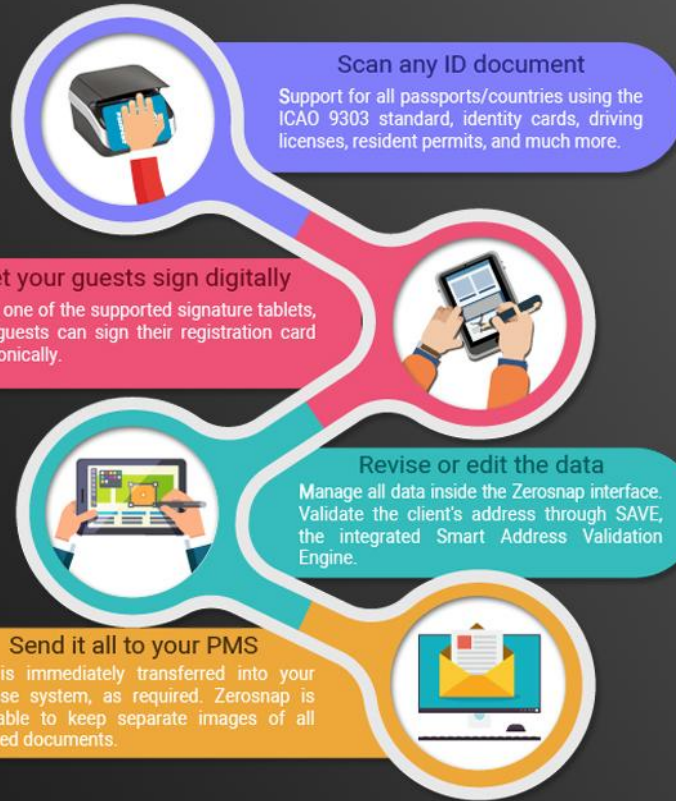 Scan any ID document
Support for all passports/countries using the
ICAO 9303 standard, identity cards, driving
licenses, resident permits, and much more.
et your guests sign digitally
one of the supported signature tablets,
guests can sign their registration card
onically.
Revise or edit the data
Manage all data inside the Zerosnap interface.
Validate the client's address through SAVE,
the integrated Smart Address Validation
Engine.
Send it all to your PMS
is immediately transferred into your
se system, as required. Zerosnap is
able to keep separate images of all
ed documents.